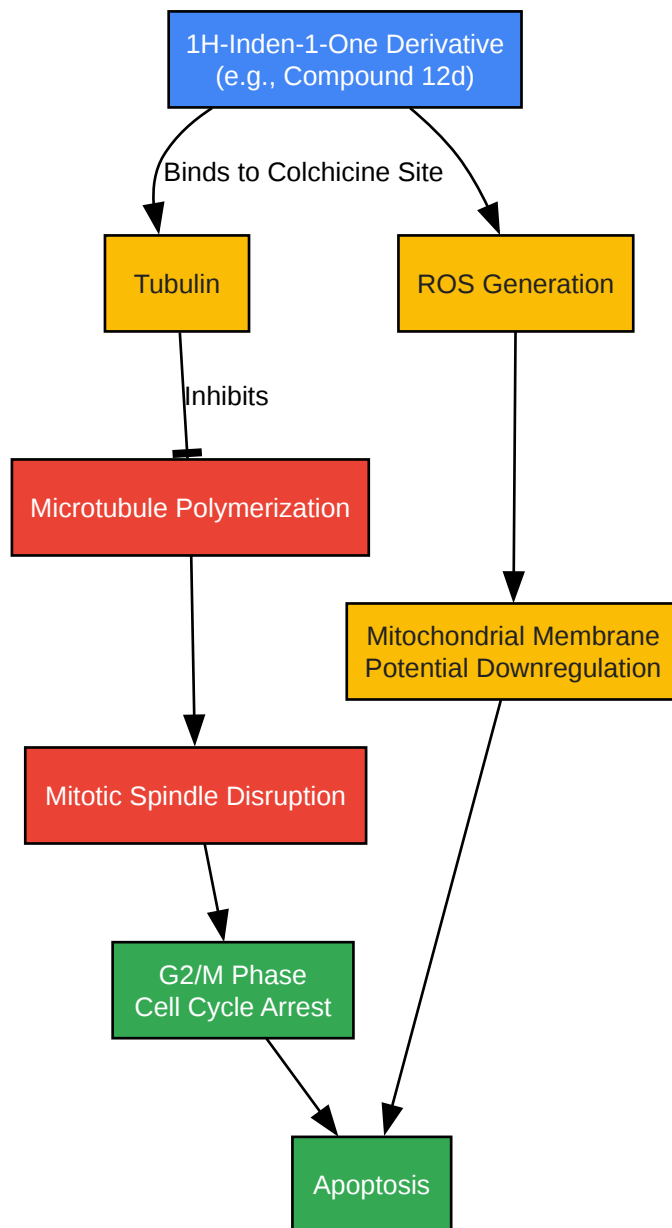 1H-Inden-1-One Derivative
(e.g., Compound 12d)
Binds to Colchicine Site
Tubulin
ROS Generation
Inhibits
Microtubule Polymerization
Mitochondrial Membrane
Potential Downregulation
Mitotic Spindle Disruption
G2/M Phase
Cell Cycle Arrest
Apoptosis